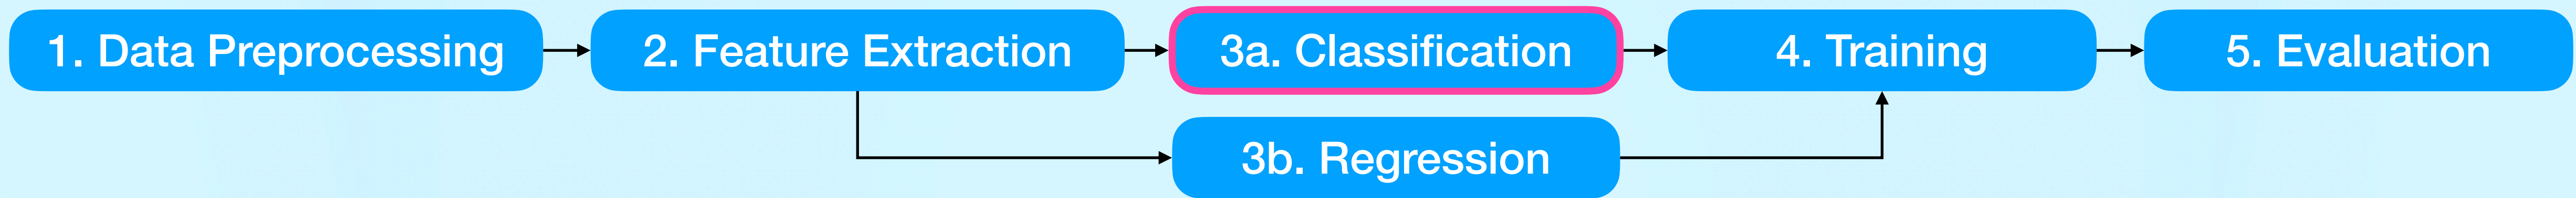 1. Data Preprocessing
2. Feature Extraction
3a. Classification
4. Training
5. Evaluation
3b. Regression